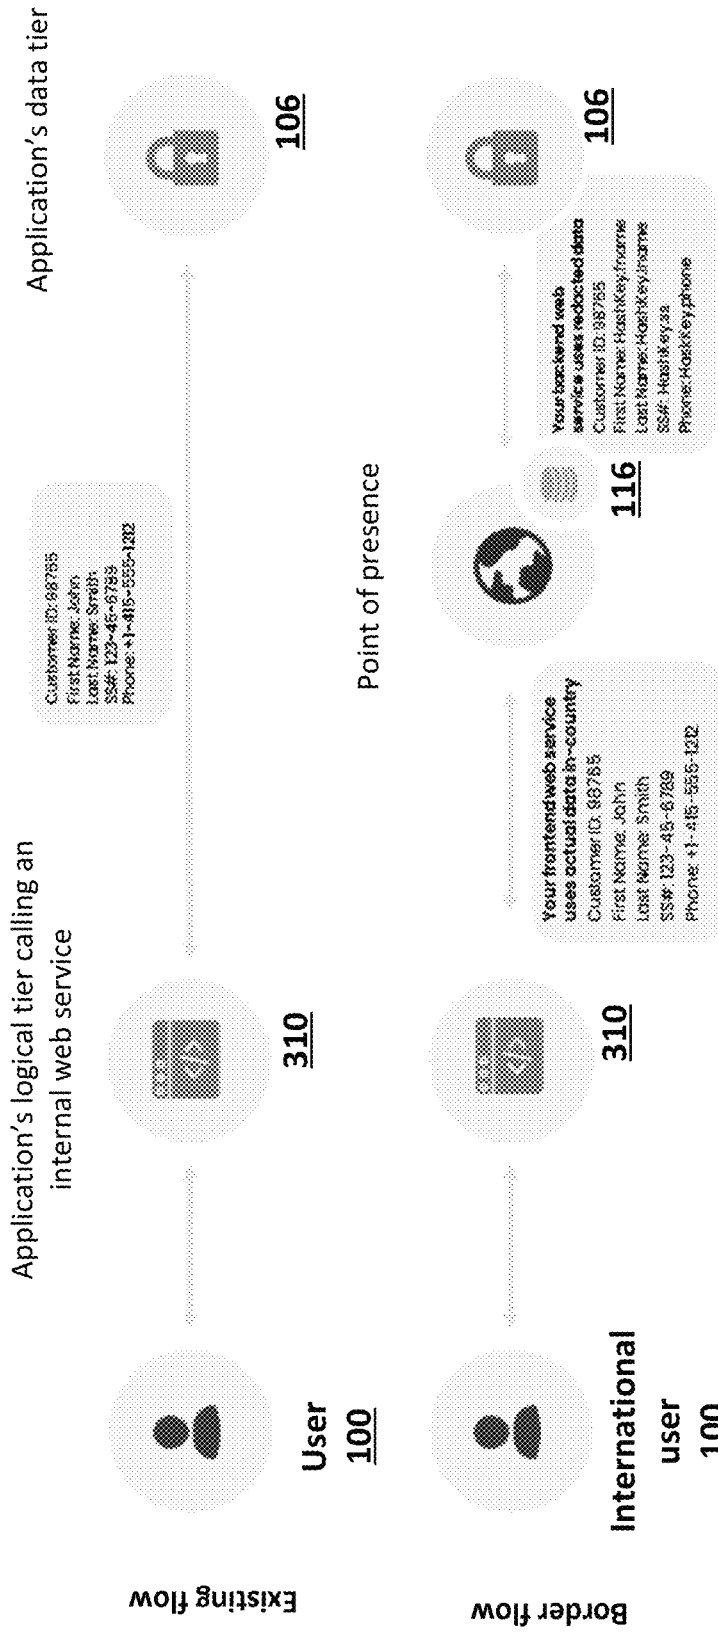 Application's logical tier calling an
internal web service
Application's data tier
Existing flow
User
100
310
Customer ID: 98765
First Name: John
Last Name: Smith
SS#: 123-45-6789
Phone: +1-415-555-1212
106
Point of presence
Border flow
International
user
100
310
Your frontend web service
uses actual data in-country
Customer ID: 98765
First Name: John
Last Name: Smith
SS#: 123-45-6789
Phone: +1-415-555-1212
116
Your backend web
service uses redacted data
Customer ID: 98765
First Name: HashKey.fname
Last Name: HashKey.lname
SS#: HashKey.ss
Phone: HashKey.phone
106